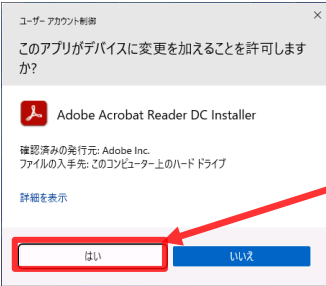 ユーザー アカウント制御
このアプリがデバイスに変更を加えることを許可します
か?
Adobe Acrobat Reader DC Installer
確認済みの発行元: Adobe Inc.
ファイルの入手先: このコンピューター上のハード ドライブ
詳細を表示
はい
いいえ